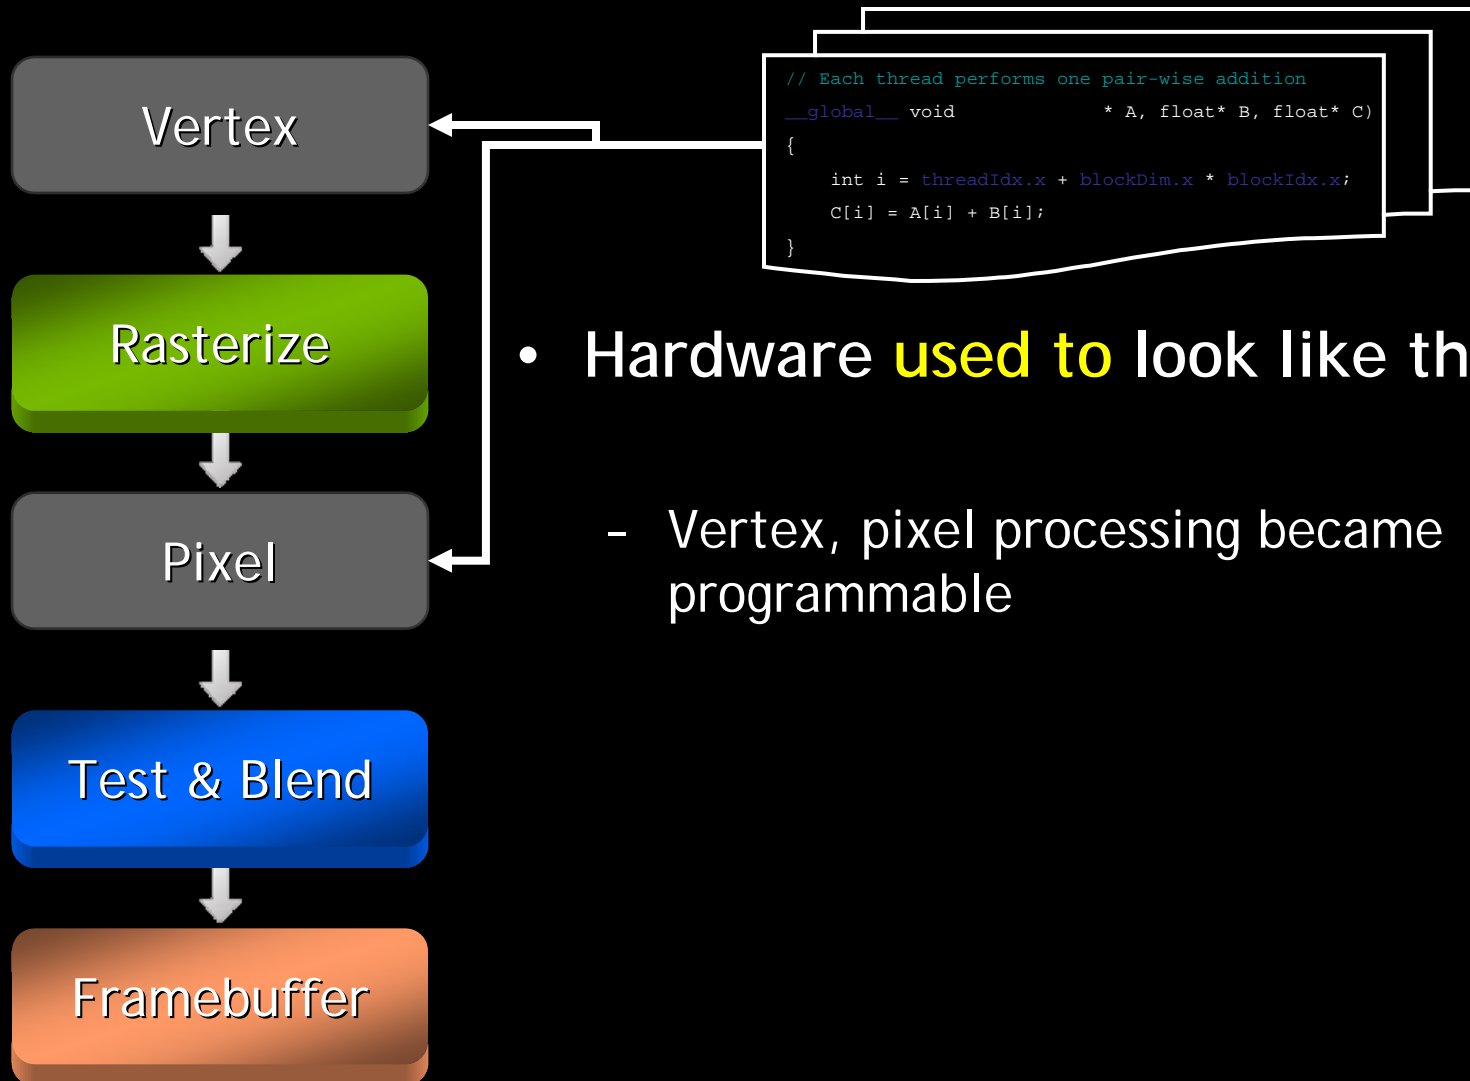 Vertex
Rasterize
Pixel
Test & Blend
Framebuffer
// Each thread performs one pair-wise addition
__global__ void * A, float* B, float* C)
{
int i = threadIdx.x + blockDim.x * blockIdx.x;
C[i] = A[i] + B[i];
}
• Hardware used to look like th
– Vertex, pixel processing became
programmable